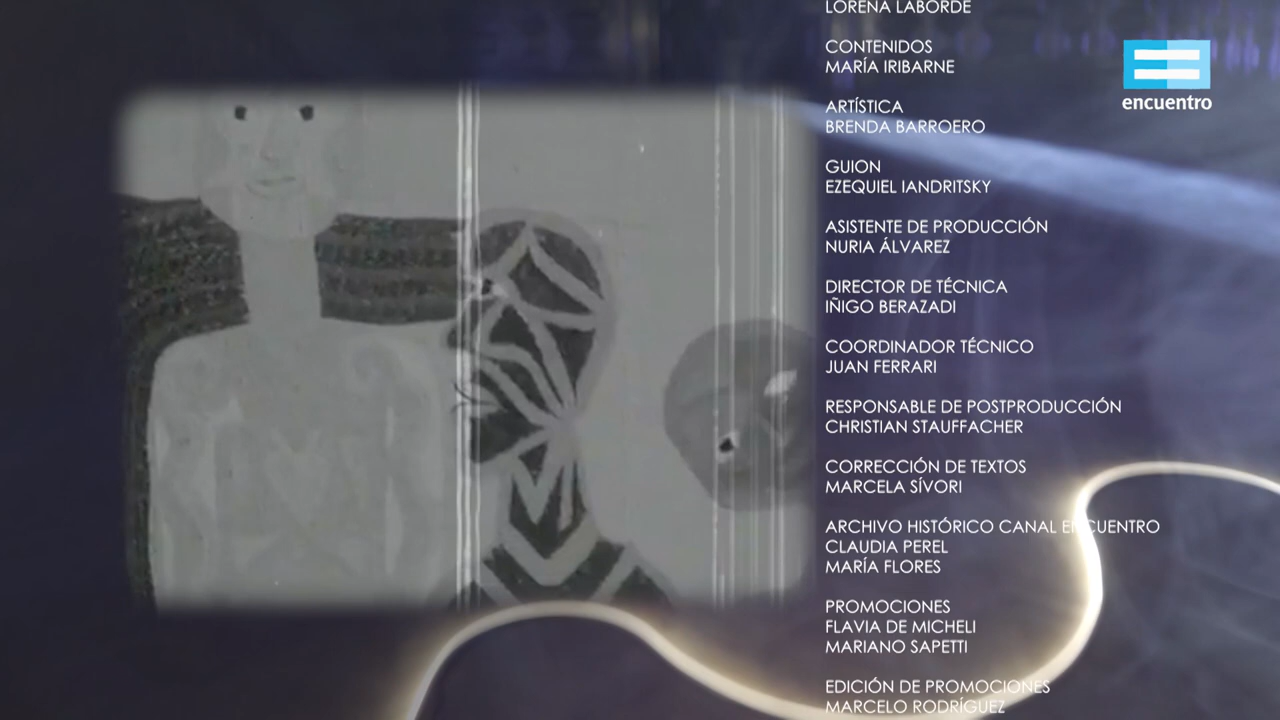 LORENA LABORDE
CONTENIDOS
MARÍA IRIBARNE
ARTÍSTICA
BRENDA BARROERO
GUION
EZEQUIEL IANDRITSKY
ASISTENTE DE PRODUCCIÓN
NURIA ÁLVAREZ
DIRECTOR DE TÉCNICA
IÑIGO BERAZADI
COORDINADOR TÉCNICO
JUAN FERRARI
RESPONSABLE DE POSTPRODUCCIÓN
CHRISTIAN STAUFFACHER
CORRECCIÓN DE TEXTOS
MARCELA SÍVORI
ARCHIVO HISTÓRICO CANAL ENCUENTRO
CLAUDIA PEREL
MARÍA FLORES
PROMOCIONES
FLAVIA DE MICHELI
MARIANO SAPETTI
EDICIÓN DE PROMOCIONES
MARCELO RODRÍGUEZ
encuentro